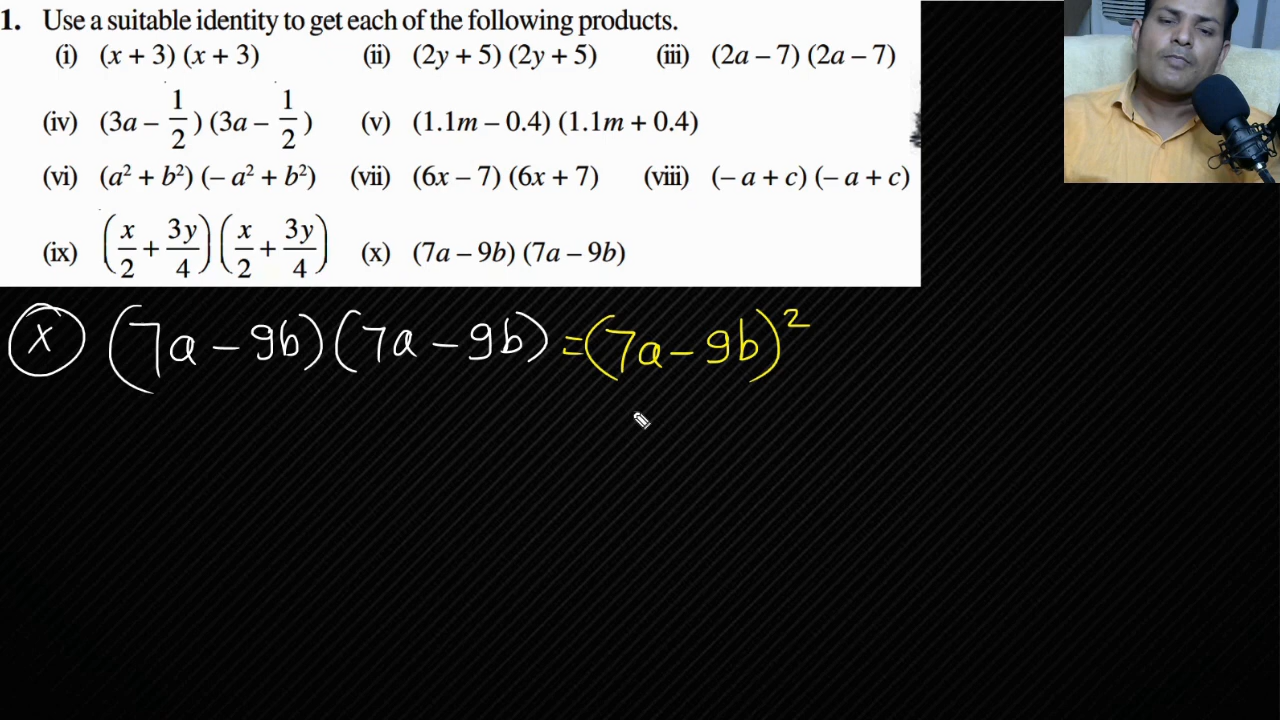 1. Use a suitable identity to get each of the following products.
(i) (x + 3) (x + 3) (ii) (2y + 5) (2y + 5) (iii) (2a – 7) (2a – 7)
(iv) (3a – 1/2) (3a – 1/2) (v) (1.1m – 0.4) (1.1m + 0.4)
(vi) (a² + b²) (– a² + b²) (vii) (6x – 7) (6x + 7) (viii) (– a + c) (– a + c)
(ix) (x/2 + 3y/4) (x/2 + 3y/4) (x) (7a – 9b) (7a – 9b)
x (7a – 9b)(7a – 9b) = (7a – 9b)²